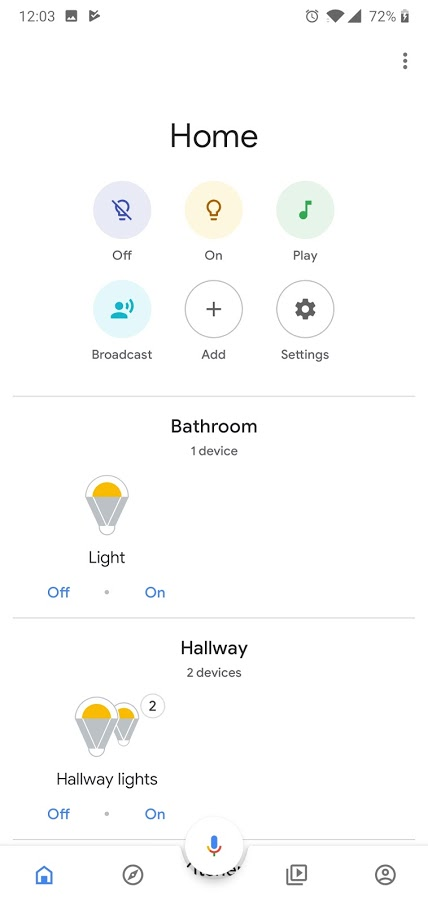 12:03 72%
Home
Off On Play
Broadcast Add Settings
Bathroom
1 device
Light
Off • On
Hallway
2 devices
2
Hallway lights
Off • On